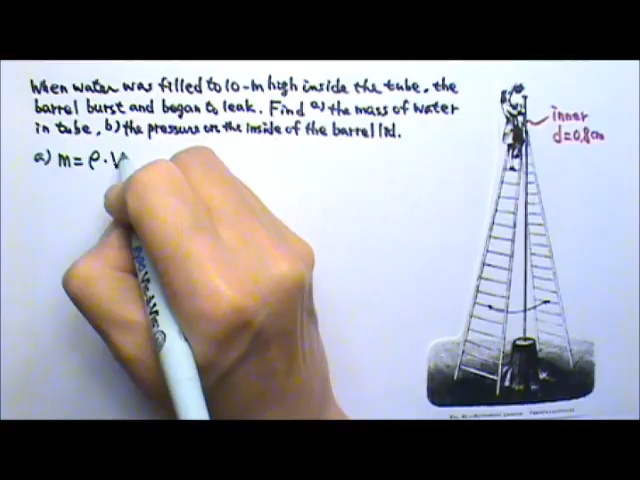 When water was filled to 10-m high inside the tube, the
barrel burst and began to leak. Find a) the mass of water
in tube, b) the pressure on the inside of the barrel lid.
a) m = ρ · V
inner
d=0.8cm